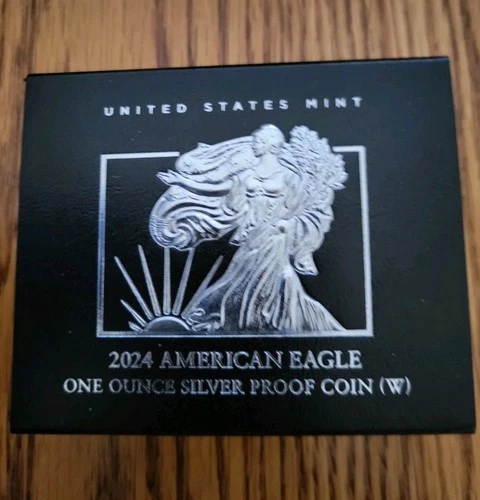 UNITED STATES MINT
2024 AMERICAN EAGLE
ONE OUNCE SILVER PROOF COIN (W)